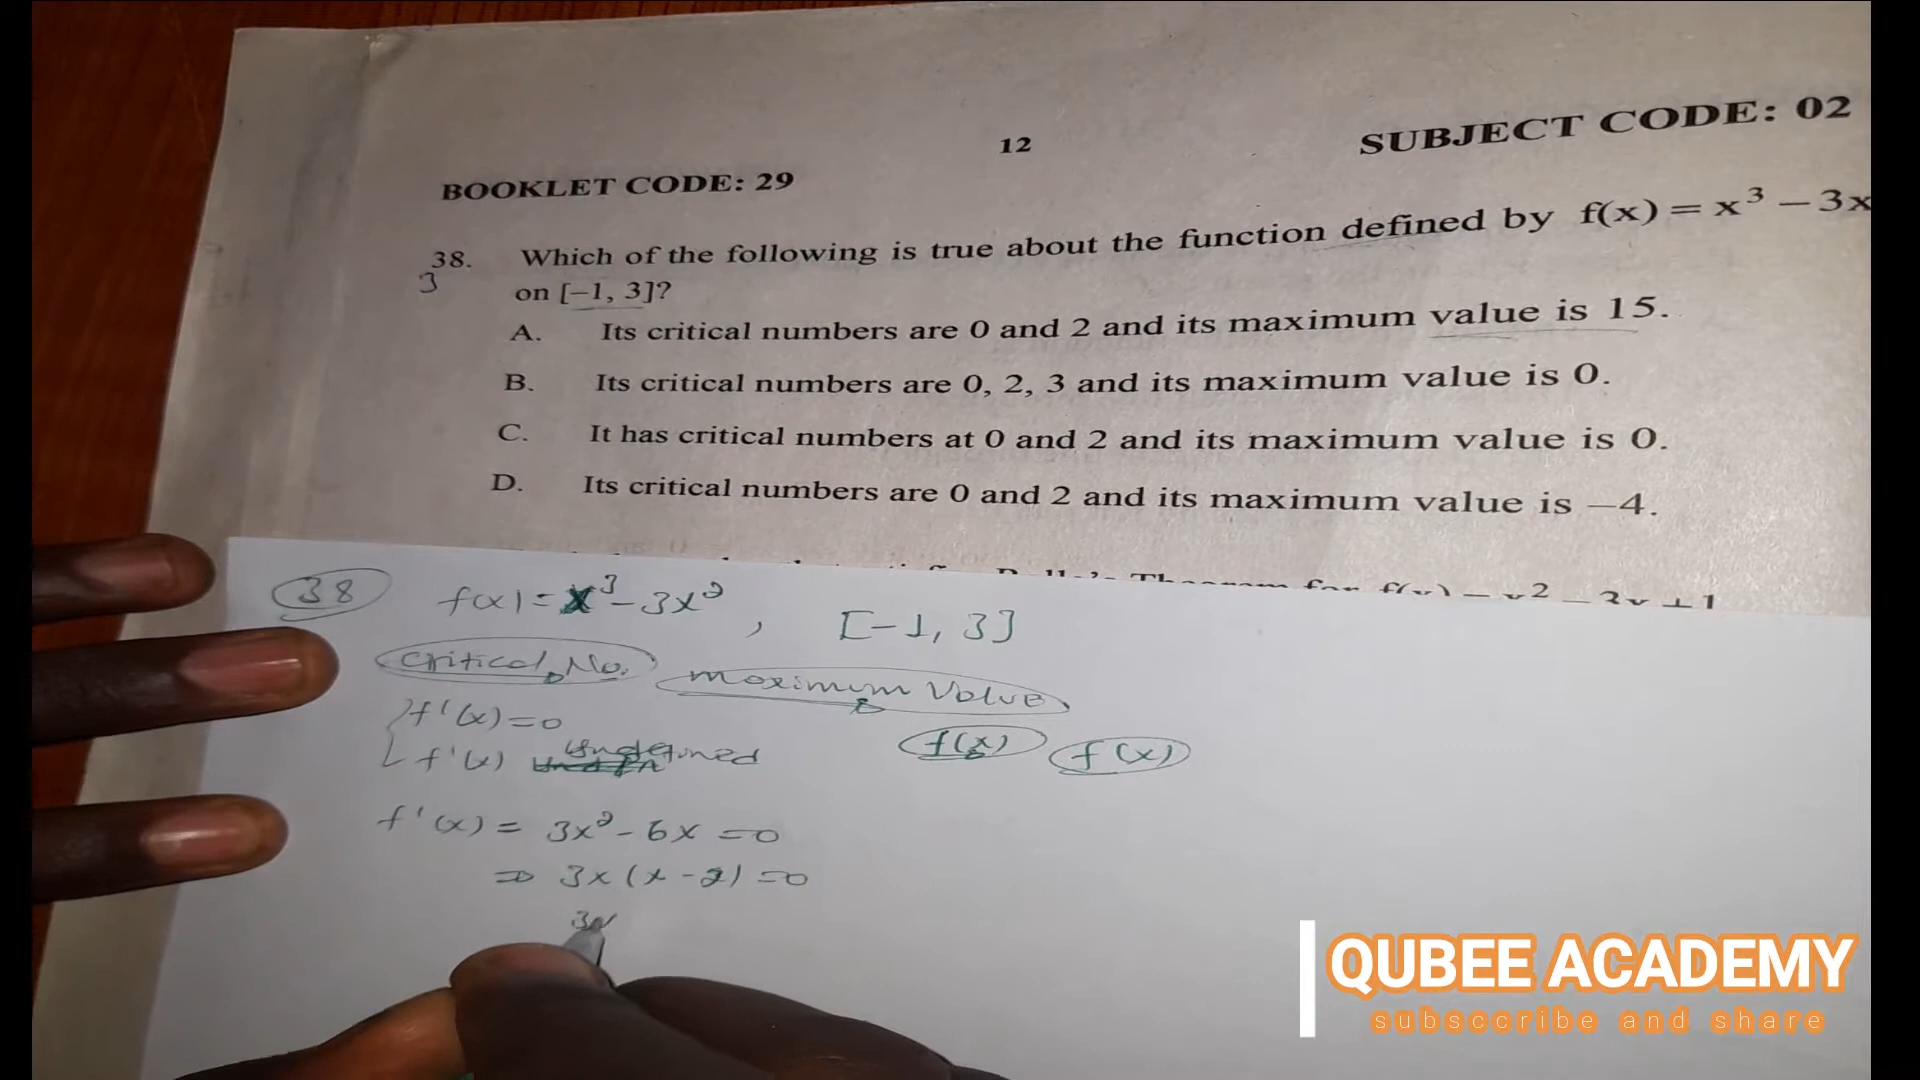 12
SUBJECT CODE: 02
BOOKLET CODE: 29
38. Which of the following is true about the function defined by f(x) = x³ − 3x
3
on [−1, 3]?
A. Its critical numbers are 0 and 2 and its maximum value is 15.
B. Its critical numbers are 0, 2, 3 and its maximum value is 0.
C. It has critical numbers at 0 and 2 and its maximum value is 0.
D. Its critical numbers are 0 and 2 and its maximum value is −4.
38 f(x) = x³ - 3x² , [-1, 3]
Critical No. maximum Value
f'(x) = 0
f'(x) Undefined
f(x) f(x)
f'(x) = 3x² - 6x = 0
⇒ 3x(x - 2) = 0
3x
QUBEE ACADEMY
subsccribe and share